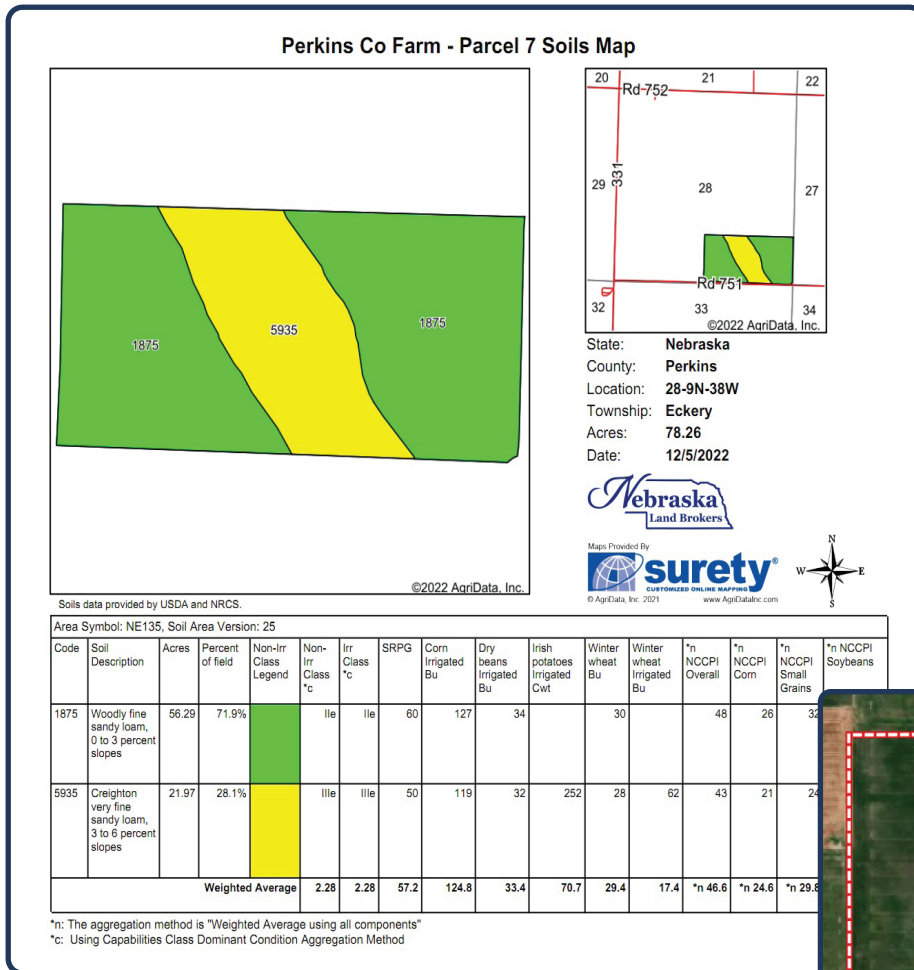 Perkins Co Farm - Parcel 7 Soils Map
1875
5935
1875
©2022 AgriData, Inc.
20
21
22
Rd 752
29
331
28
27
Rd 751
32
33
34
©2022 AgriData, Inc.
State: Nebraska
County: Perkins
Location: 28-9N-38W
Township: Eckery
Acres: 78.26
Date: 12/5/2022
Nebraska
Land Brokers
Maps Provided By
surety®
CUSTOMIZED ONLINE MAPPING
© AgriData, Inc. 2021 www.AgriDataInc.com
N
W E
S
Soils data provided by USDA and NRCS.
Area Symbol: NE135, Soil Area Version: 25
Code Soil Description Acres Percent of field Non-Irr Class Legend Non-Irr Class *c Irr Class *c SRPG Corn Irrigated Bu Dry beans Irrigated Bu Irish potatoes Irrigated Cwt Winter wheat Bu Winter wheat Irrigated Bu *n NCCPI Overall *n NCCPI Corn *n NCCPI Small Grains *n NCCPI Soybeans
1875 Woodly fine sandy loam, 0 to 3 percent slopes 56.29 71.9% IIe IIe 60 127 34 30 48 26 32
5935 Creighton very fine sandy loam, 3 to 6 percent slopes 21.97 28.1% IIIe IIIe 50 119 32 252 28 62 43 21 24
Weighted Average 2.28 2.28 57.2 124.8 33.4 70.7 29.4 17.4 *n 46.6 *n 24.6 *n 29.8
*n: The aggregation method is "Weighted Average using all components"
*c: Using Capabilities Class Dominant Condition Aggregation Method